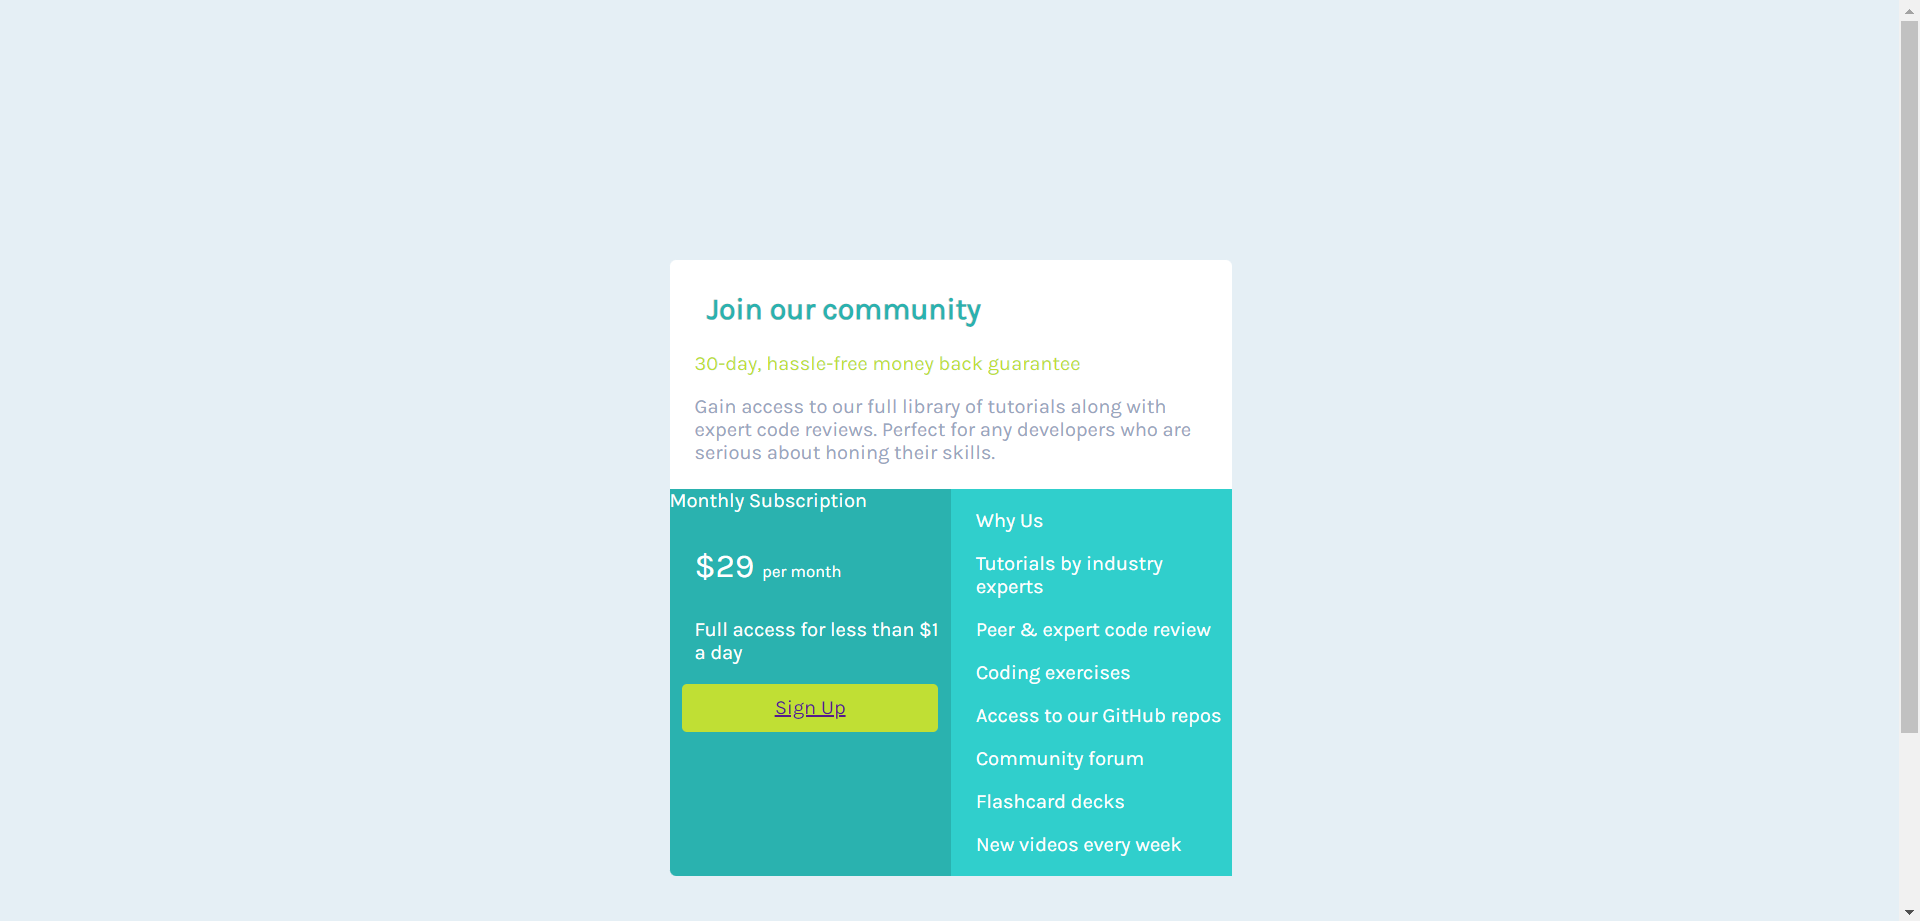 Join our community
30-day, hassle-free money back guarantee
Gain access to our full library of tutorials along with
expert code reviews. Perfect for any developers who are
serious about honing their skills.
Monthly Subscription
$29 per month
Full access for less than $1
a day
Sign Up
Why Us
Tutorials by industry
experts
Peer & expert code review
Coding exercises
Access to our GitHub repos
Community forum
Flashcard decks
New videos every week